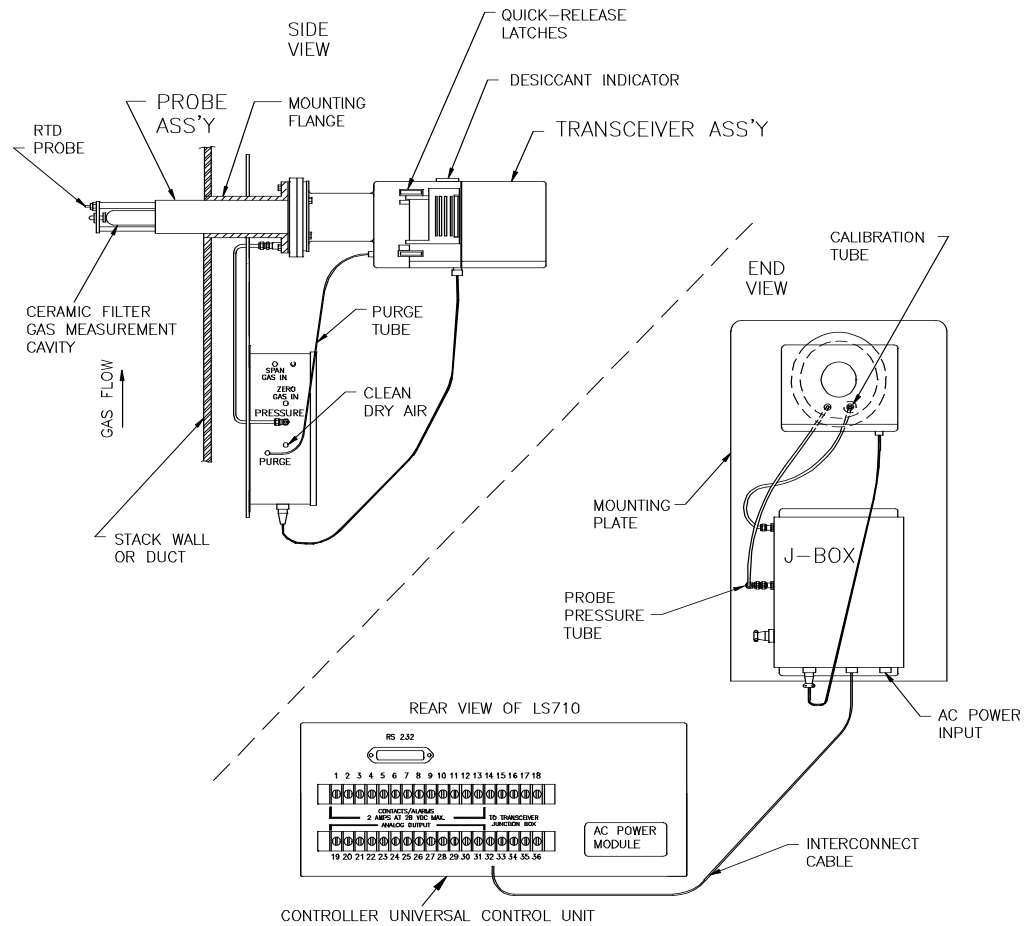 SIDE
VIEW
QUICK-RELEASE
LATCHES
DESICCANT INDICATOR
PROBE
ASS'Y
MOUNTING
FLANGE
TRANSCEIVER ASS'Y
RTD
PROBE
CERAMIC FILTER
GAS MEASUREMENT
CAVITY
GAS FLOW
PURGE
TUBE
SPAN
GAS IN
ZERO
GAS IN
PRESSURE
PURGE
CLEAN
DRY AIR
STACK WALL
OR DUCT
END
VIEW
CALIBRATION
TUBE
MOUNTING
PLATE
J-BOX
PROBE
PRESSURE
TUBE
AC POWER
INPUT
REAR VIEW OF LS710
RS 232
1 2 3 4 5 6 7 8 9 10 11 12 13 14 15 16 17 18
CONTACTS/ALARMS
2 AMPS AT 28 VDC MAX.
ANALOG OUTPUT
TO TRANSCEIVER
JUNCTION BOX
19 20 21 22 23 24 25 26 27 28 29 30 31 32 33 34 35 36
AC POWER
MODULE
INTERCONNECT
CABLE
CONTROLLER UNIVERSAL CONTROL UNIT